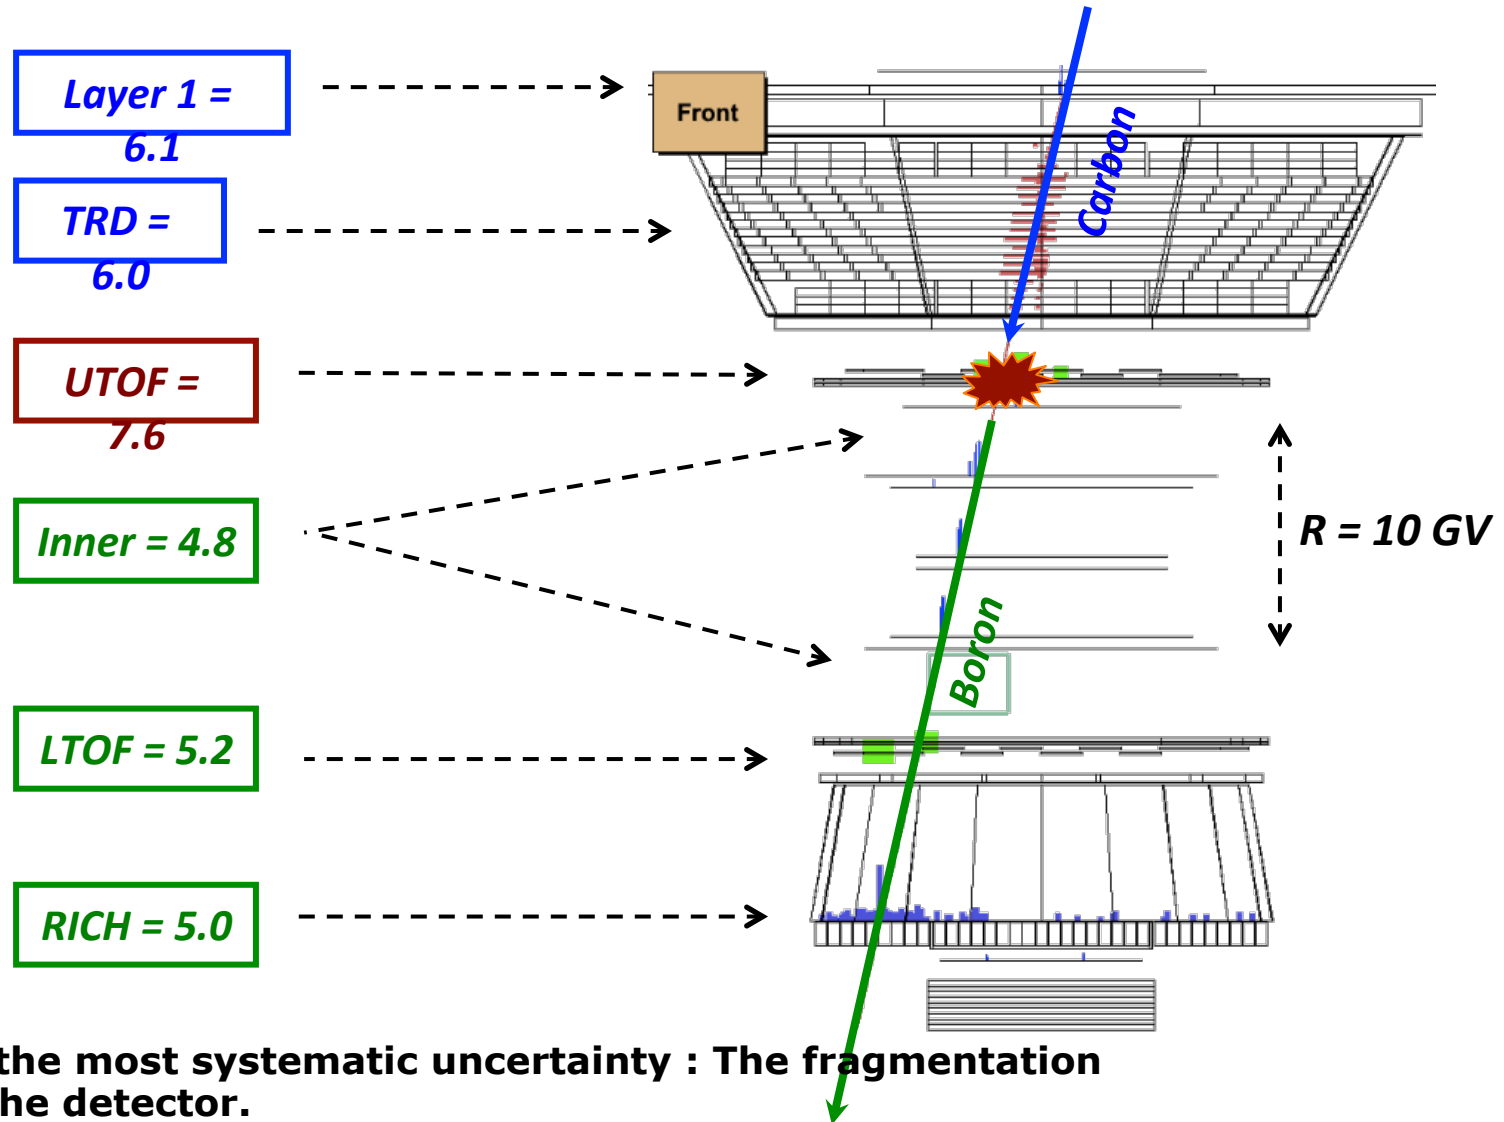 Layer 1 =
6.1
Front
Carbon
TRD =
6.0
UTOF =
7.6
Inner = 4.8
R = 10 GV
Boron
LTOF = 5.2
RICH = 5.0
the most systematic uncertainty : The fragmentation
he detector.